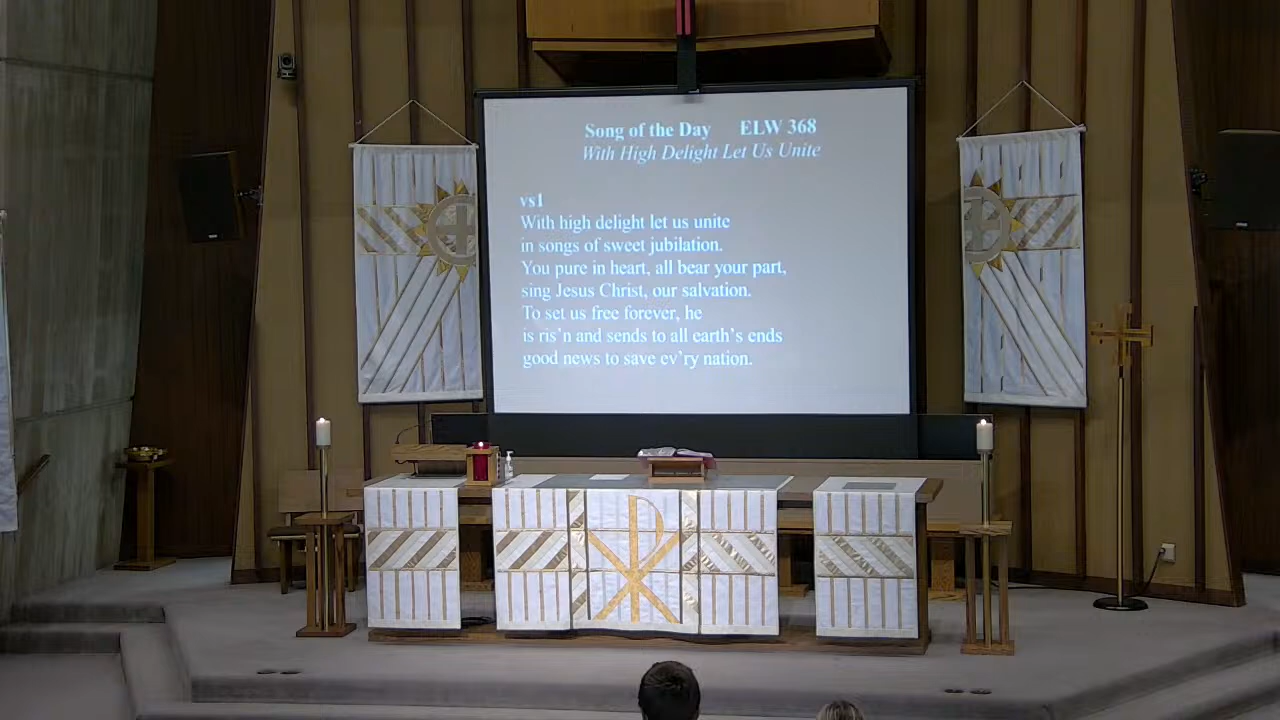 Song of the Day ELW 368
With High Delight Let Us Unite
vs1
With high delight let us unite
in songs of sweet jubilation.
You pure in heart, all bear your part,
sing Jesus Christ, our salvation.
To set us free forever, he
is ris'n and sends to all earth's ends
good news to save ev'ry nation.